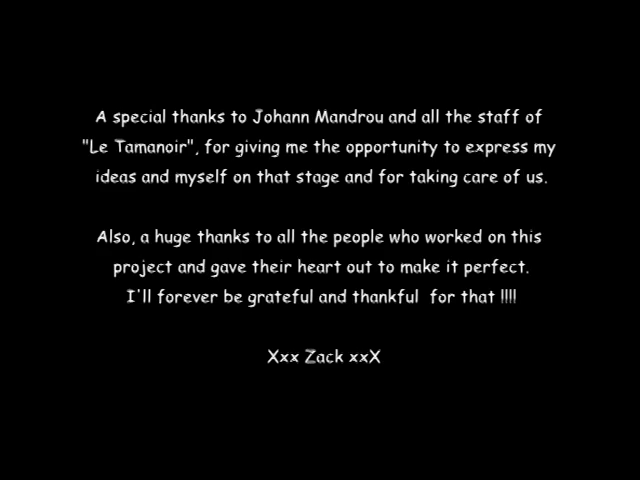 A special thanks to Johann Mandrou and all the staff of
"Le Tamanoir", for giving me the opportunity to express my
ideas and myself on that stage and for taking care of us.
Also, a huge thanks to all the people who worked on this
project and gave their heart out to make it perfect.
I'll forever be grateful and thankful  for that !!!!
Xxx Zack xxX